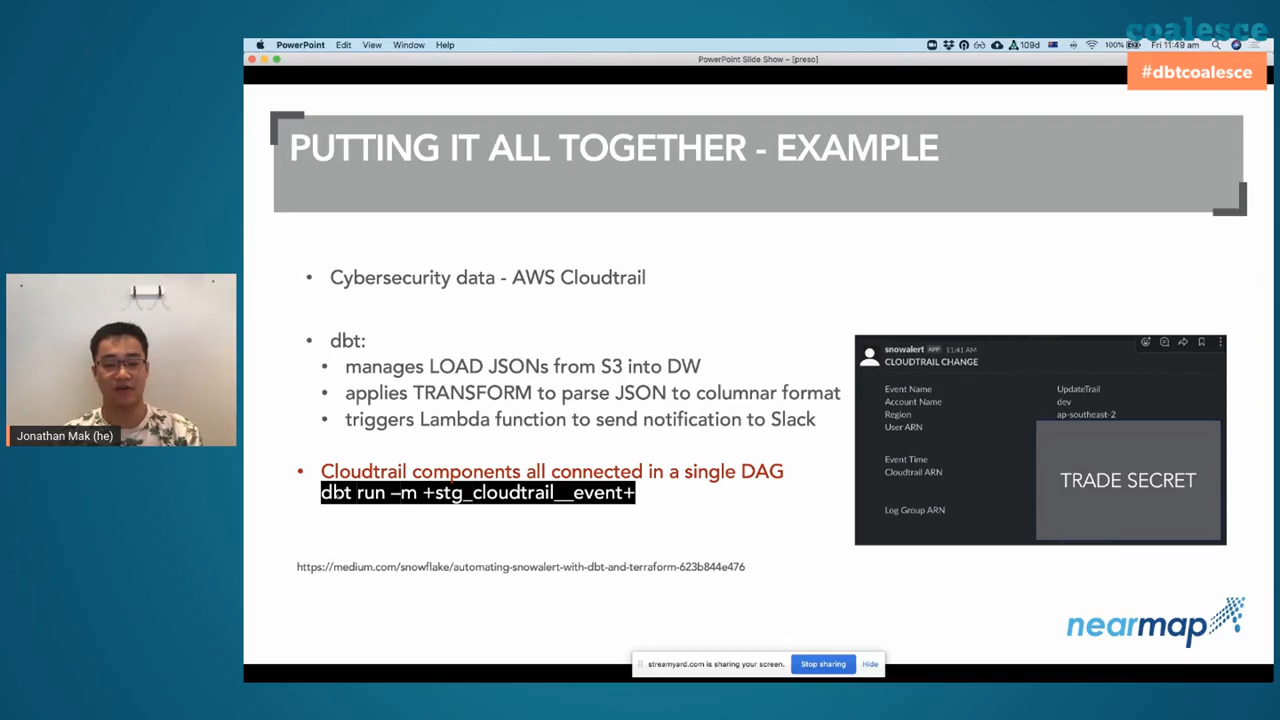 coalesce
#dbtcoalesce
PowerPoint Edit View Window Help
109d 100% Fri 11:49 am
PowerPoint Slide Show – [preso]
PUTTING IT ALL TOGETHER - EXAMPLE
• Cybersecurity data - AWS Cloudtrail
• dbt:
• manages LOAD JSONs from S3 into DW
• applies TRANSFORM to parse JSON to columnar format
• triggers Lambda function to send notification to Slack
• Cloudtrail components all connected in a single DAG
dbt run –m +stg_cloudtrail__event+
https://medium.com/snowflake/automating-snowalert-with-dbt-and-terraform-623b844e476
snowalert APP 11:41 AM
CLOUDTRAIL CHANGE
Event Name UpdateTrail
Account Name dev
Region ap-southeast-2
User ARN
Event Time
Cloudtrail ARN
Log Group ARN
TRADE SECRET
nearmap
Jonathan Mak (he)
streamyard.com is sharing your screen. Stop sharing Hide